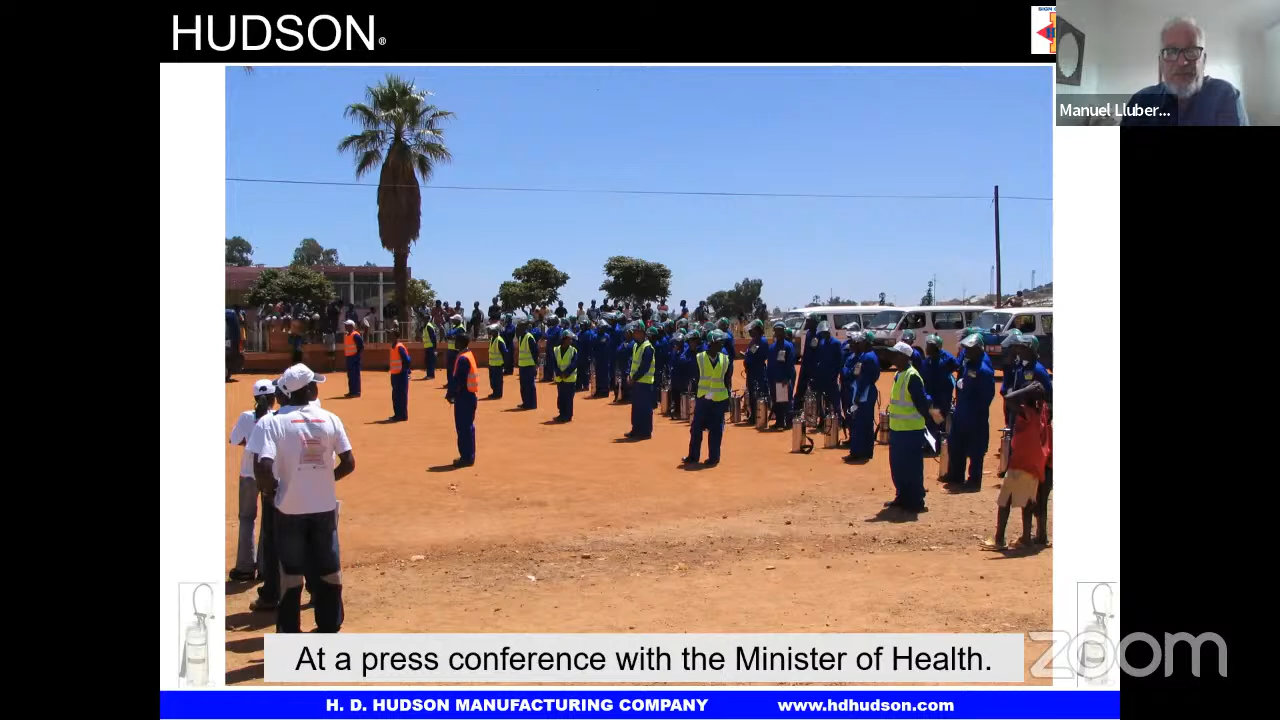 HUDSON®
Manuel Lluber...
At a press conference with the Minister of Health.
zoom
H. D. HUDSON MANUFACTURING COMPANY www.hdhudson.com